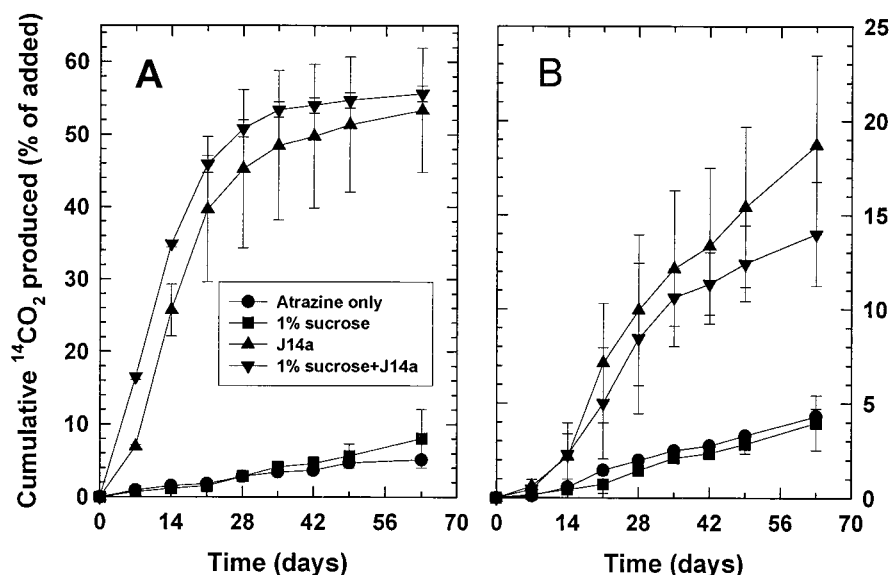 Cumulative ¹⁴CO₂ produced (% of added)
60
50
40
30
20
10
0
A
Atrazine only
1% sucrose
J14a
1% sucrose+J14a
0 14 28 42 56 70
Time (days)
B
25
20
15
10
5
0
0 14 28 42 56 70
Time (days)